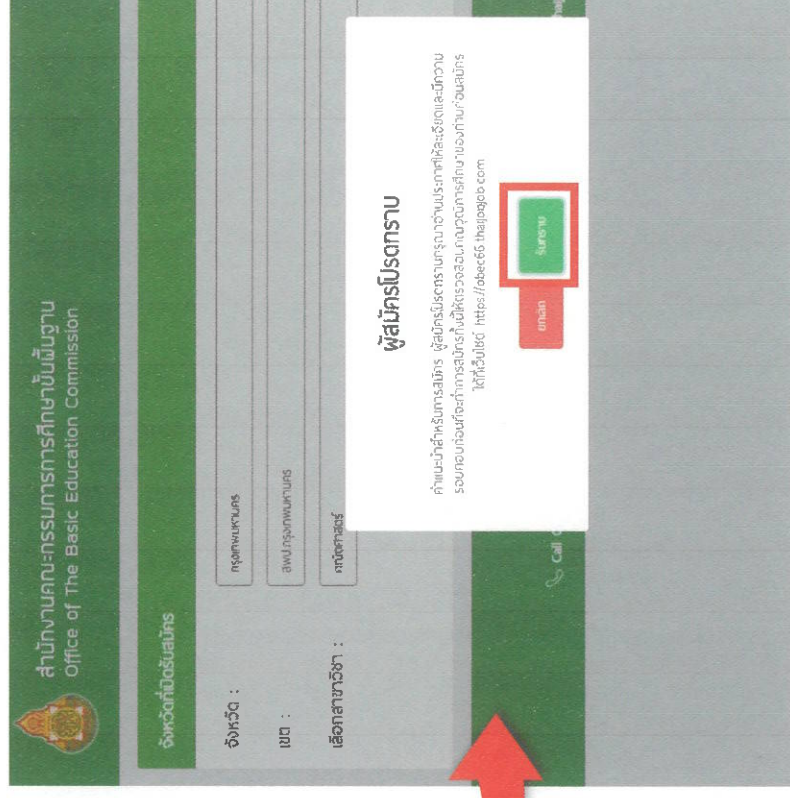 สำนักงานคณะกรรมการการศึกษาขั้นพื้นฐาน
Office of The Basic Education Commission
จังหวัดที่เปิดรับสมัคร
จังหวัด :
กรุงเทพมหานคร
เขต :
สพป.กรุงเทพมหานคร
เลือกสาขาวิชา :
คณิตศาสตร์
ผู้สมัครโปรดทราบ
คำแนะนำสำหรับการสมัคร ผู้สมัครโปรดทราบกรุณาอ่านประกาศให้ละเอียดและมีความ
รอบคอบก่อนที่จะทำการสมัครทั้งนี้ให้ตรวจสอบคุณวุฒิการศึกษาของท่านก่อนสมัคร
ได้ที่เว็บไซต์ https://obec66.thaijobjob.com
ยกเลิก
รับทราบ
Call